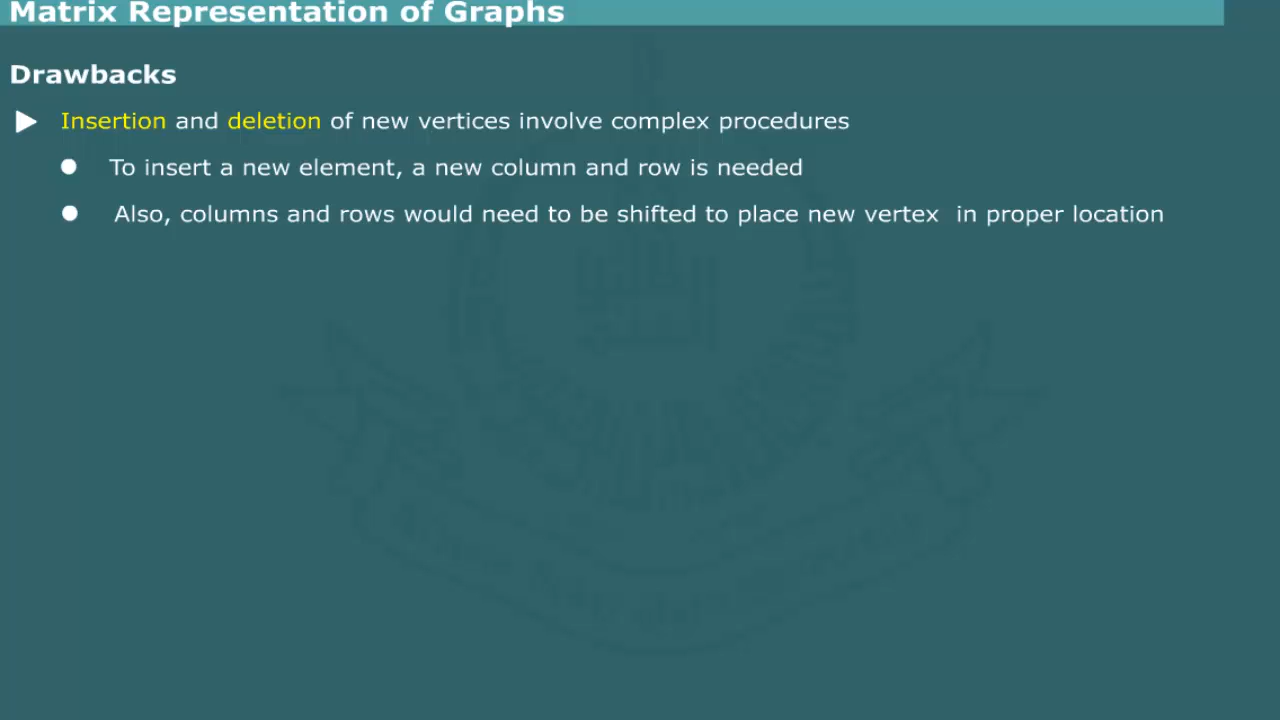 Matrix Representation of Graphs
Drawbacks
Insertion and deletion of new vertices involve complex procedures
To insert a new element, a new column and row is needed
Also, columns and rows would need to be shifted to place new vertex in proper location